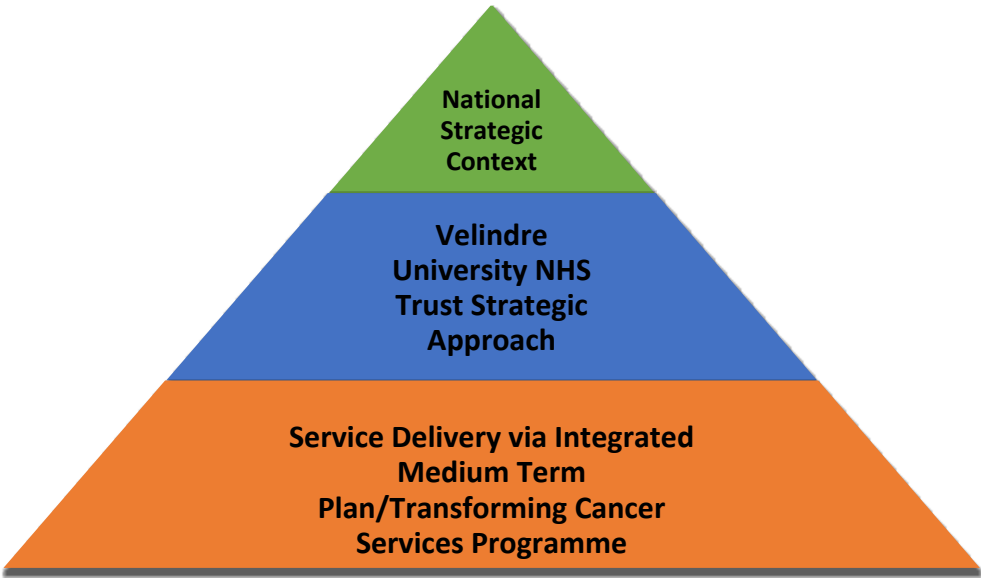 National
Strategic
Context
Velindre
University NHS
Trust Strategic
Approach
Service Delivery via Integrated
Medium Term
Plan/Transforming Cancer
Services Programme